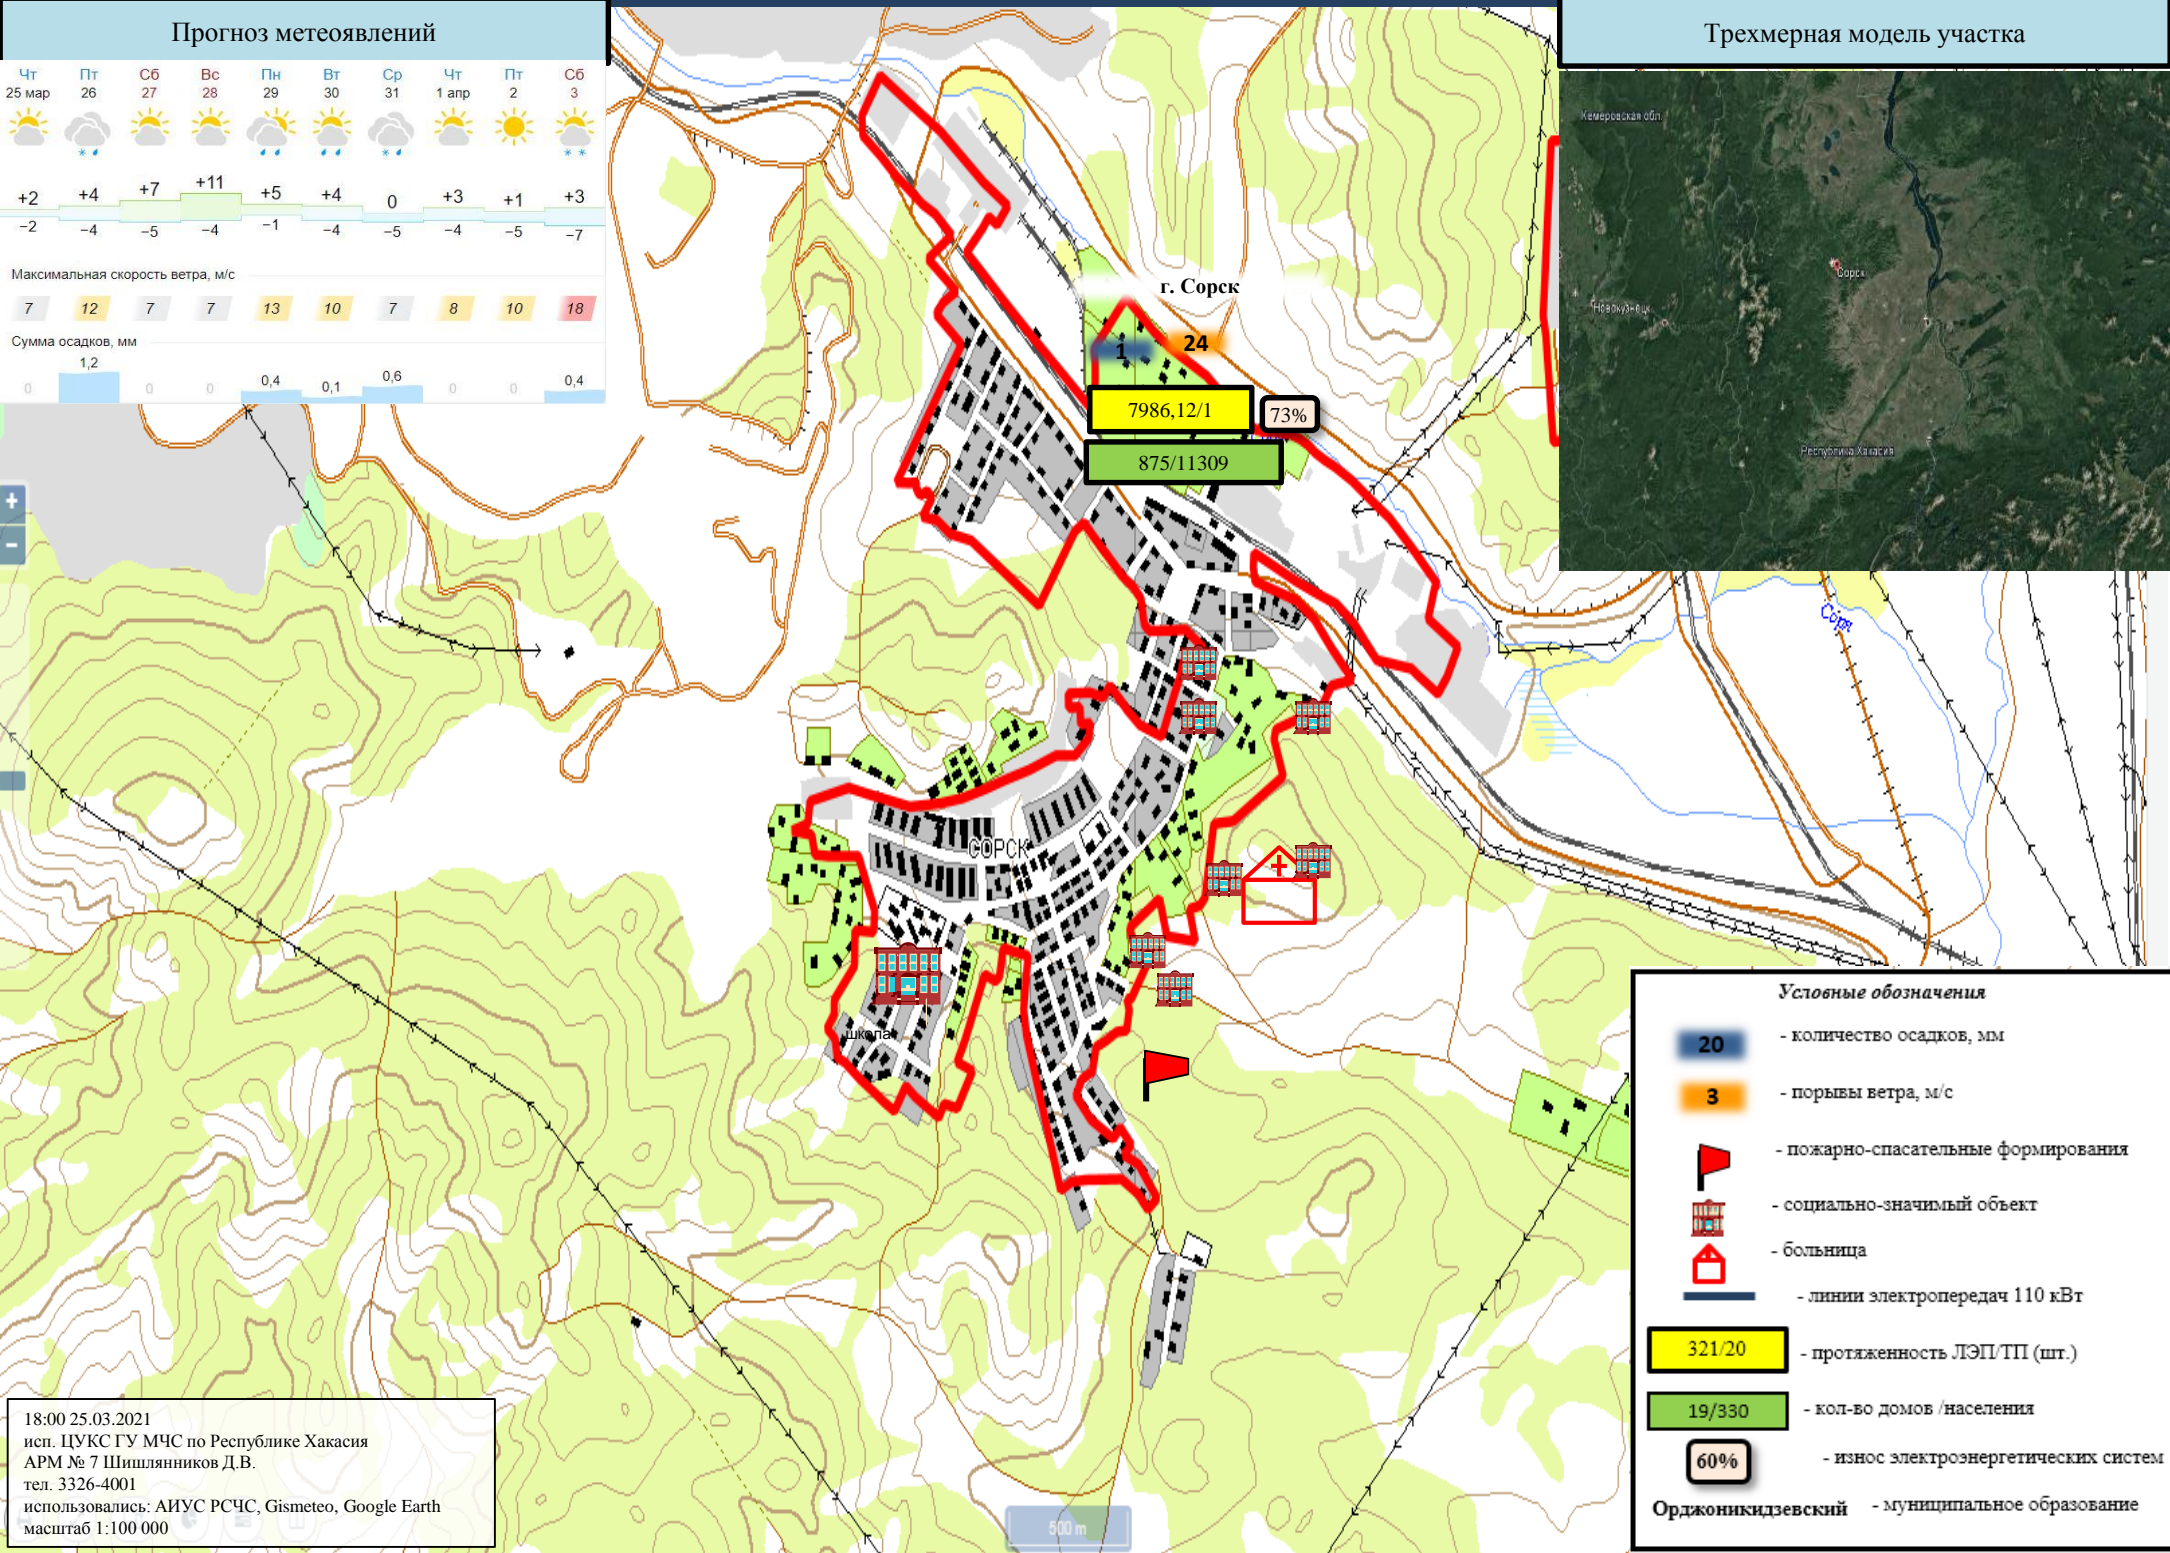 Прогноз метеоявлений
Чт Пт Сб Вс Пн Вт Ср Чт Пт Сб
25 мар 26 27 28 29 30 31 1 апр 2 3
+2 +4 +7 +11 +5 +4 0 +3 +1 +3
−2 −4 −5 −4 −1 −4 −5 −4 −5 −7
Максимальная скорость ветра, м/с
7 12 7 7 13 10 7 8 10 18
Сумма осадков, мм
0 1,2 0 0 0,4 0,1 0,6 0 0 0,4
Трехмерная модель участка
Кемеровская обл.
Сорск
Новокузнецк
Республика Хакасия
г. Сорск
1
24
7986,12/1
73%
875/11309
+
−
Соря
СОРСК
школа
500 m
Условные обозначения
20 - количество осадков, мм
3 - порывы ветра, м/с
- пожарно-спасательные формирования
- социально-значимый объект
- больница
- линии электропередач 110 кВт
321/20 - протяженность ЛЭП/ТП (шт.)
19/330 - кол-во домов /населения
60% - износ электроэнергетических систем
Орджоникидзевский - муниципальное образование
18:00 25.03.2021
исп. ЦУКС ГУ МЧС по Республике Хакасия
АРМ № 7 Шишлянников Д.В.
тел. 3326-4001
использовались: АИУС РСЧС, Gismeteo, Google Earth
масштаб 1:100 000